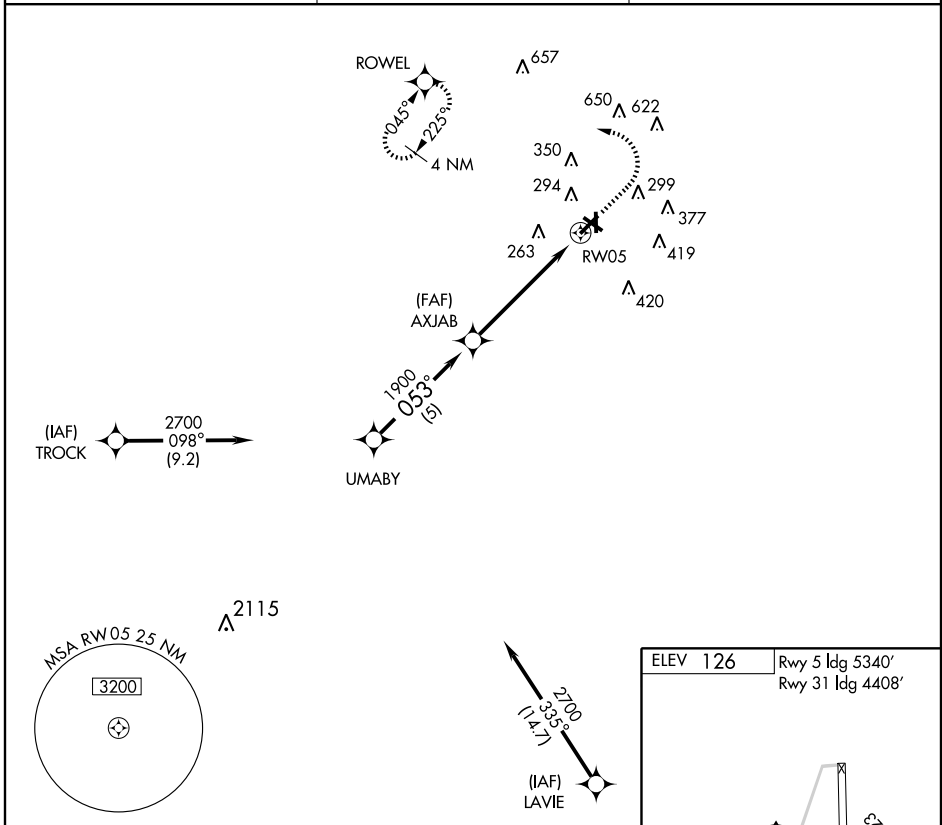 ROWEL
045°
225°
4 NM
657
650
622
350
294
299
377
263
RW05
419
420
(FAF)
AXJAB
1900
053°
(5)
(IAF)
TROCK
2700
098°
(9.2)
UMABY
2115
MSA RW05 25 NM
3200
2700
335°
(14.7)
(IAF)
LAVIE
ELEV 126
Rwy 5 ldg 5340'
Rwy 31 ldg 4408'